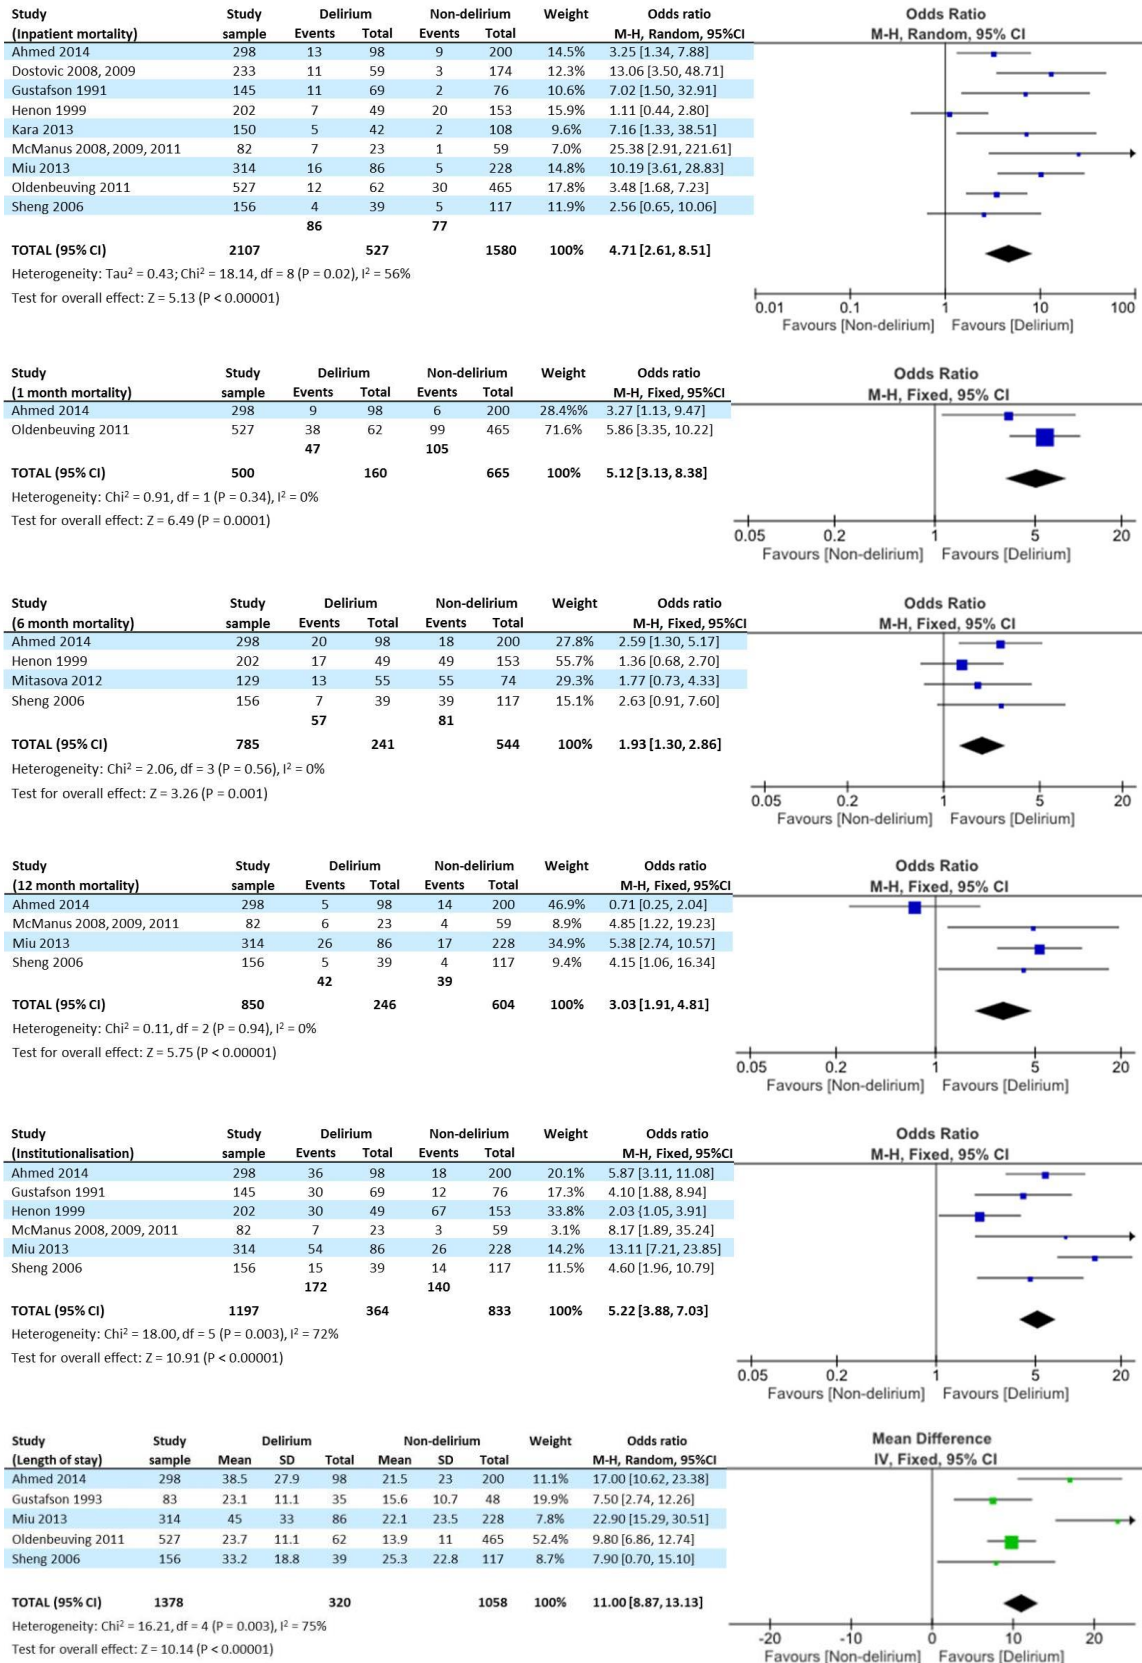 Study Study Delirium Non-delirium Weight Odds ratio Odds Ratio
(Inpatient mortality) sample Events Total Events Total M-H, Random, 95%CI M-H, Random, 95% CI
Ahmed 2014 298 13 98 9 200 14.5% 3.25 [1.34, 7.88]
Dostovic 2008, 2009 233 11 59 3 174 12.3% 13.06 [3.50, 48.71]
Gustafson 1991 145 11 69 2 76 10.6% 7.02 [1.50, 32.91]
Henon 1999 202 7 49 20 153 15.9% 1.11 [0.44, 2.80]
Kara 2013 150 5 42 2 108 9.6% 7.16 [1.33, 38.51]
McManus 2008, 2009, 2011 82 7 23 1 59 7.0% 25.38 [2.91, 221.61]
Miu 2013 314 16 86 5 228 14.8% 10.19 [3.61, 28.83]
Oldenbeuving 2011 527 12 62 30 465 17.8% 3.48 [1.68, 7.23]
Sheng 2006 156 4 39 5 117 11.9% 2.56 [0.65, 10.06]
86 77
TOTAL (95% CI) 2107 527 1580 100% 4.71 [2.61, 8.51]
Heterogeneity: Tau² = 0.43; Chi² = 18.14, df = 8 (P = 0.02), I² = 56%
Test for overall effect: Z = 5.13 (P < 0.00001)
0.01 0.1 1 10 100
Favours [Non-delirium] Favours [Delirium]
Study Study Delirium Non-delirium Weight Odds ratio Odds Ratio
(1 month mortality) sample Events Total Events Total M-H, Fixed, 95%CI M-H, Fixed, 95% CI
Ahmed 2014 298 9 98 6 200 28.4%% 3.27 [1.13, 9.47]
Oldenbeuving 2011 527 38 62 99 465 71.6% 5.86 [3.35, 10.22]
47 105
TOTAL (95% CI) 500 160 665 100% 5.12 [3.13, 8.38]
Heterogeneity: Chi² = 0.91, df = 1 (P = 0.34), I² = 0%
Test for overall effect: Z = 6.49 (P = 0.0001)
0.05 0.2 1 5 20
Favours [Non-delirium] Favours [Delirium]
Study Study Delirium Non-delirium Weight Odds ratio Odds Ratio
(6 month mortality) sample Events Total Events Total M-H, Fixed, 95%CI M-H, Fixed, 95% CI
Ahmed 2014 298 20 98 18 200 27.8% 2.59 [1.30, 5.17]
Henon 1999 202 17 49 49 153 55.7% 1.36 [0.68, 2.70]
Mitasova 2012 129 13 55 55 74 29.3% 1.77 [0.73, 4.33]
Sheng 2006 156 7 39 39 117 15.1% 2.63 [0.91, 7.60]
57 81
TOTAL (95% CI) 785 241 544 100% 1.93 [1.30, 2.86]
Heterogeneity: Chi² = 2.06, df = 3 (P = 0.56), I² = 0%
Test for overall effect: Z = 3.26 (P = 0.001)
0.05 0.2 1 5 20
Favours [Non-delirium] Favours [Delirium]
Study Study Delirium Non-delirium Weight Odds ratio Odds Ratio
(12 month mortality) sample Events Total Events Total M-H, Fixed, 95%CI M-H, Fixed, 95% CI
Ahmed 2014 298 5 98 14 200 46.9% 0.71 [0.25, 2.04]
McManus 2008, 2009, 2011 82 6 23 4 59 8.9% 4.85 [1.22, 19.23]
Miu 2013 314 26 86 17 228 34.9% 5.38 [2.74, 10.57]
Sheng 2006 156 5 39 4 117 9.4% 4.15 [1.06, 16.34]
42 39
TOTAL (95% CI) 850 246 604 100% 3.03 [1.91, 4.81]
Heterogeneity: Chi² = 0.11, df = 2 (P = 0.94), I² = 0%
Test for overall effect: Z = 5.75 (P < 0.00001)
0.05 0.2 1 5 20
Favours [Non-delirium] Favours [Delirium]
Study Study Delirium Non-delirium Weight Odds ratio Odds Ratio
(Institutionalisation) sample Events Total Events Total M-H, Fixed, 95%CI M-H, Fixed, 95% CI
Ahmed 2014 298 36 98 18 200 20.1% 5.87 [3.11, 11.08]
Gustafson 1991 145 30 69 12 76 17.3% 4.10 [1.88, 8.94]
Henon 1999 202 30 49 67 153 33.8% 2.03 {1.05, 3.91]
McManus 2008, 2009, 2011 82 7 23 3 59 3.1% 8.17 [1.89, 35.24]
Miu 2013 314 54 86 26 228 14.2% 13.11 [7.21, 23.85]
Sheng 2006 156 15 39 14 117 11.5% 4.60 [1.96, 10.79]
172 140
TOTAL (95% CI) 1197 364 833 100% 5.22 [3.88, 7.03]
Heterogeneity: Chi² = 18.00, df = 5 (P = 0.003), I² = 72%
Test for overall effect: Z = 10.91 (P < 0.00001)
0.05 0.2 1 5 20
Favours [Non-delirium] Favours [Delirium]
Study Study Delirium Non-delirium Weight Odds ratio Mean Difference
(Length of stay) sample Mean SD Total Mean SD Total M-H, Random, 95%CI IV, Fixed, 95% CI
Ahmed 2014 298 38.5 27.9 98 21.5 23 200 11.1% 17.00 [10.62, 23.38]
Gustafson 1993 83 23.1 11.1 35 15.6 10.7 48 19.9% 7.50 [2.74, 12.26]
Miu 2013 314 45 33 86 22.1 23.5 228 7.8% 22.90 [15.29, 30.51]
Oldenbeuving 2011 527 23.7 11.1 62 13.9 11 465 52.4% 9.80 [6.86, 12.74]
Sheng 2006 156 33.2 18.8 39 25.3 22.8 117 8.7% 7.90 [0.70, 15.10]
TOTAL (95% CI) 1378 320 1058 100% 11.00 [8.87, 13.13]
Heterogeneity: Chi² = 16.21, df = 4 (P = 0.003), I² = 75%
Test for overall effect: Z = 10.14 (P < 0.00001)
-20 -10 0 10 20
Favours [Non-delirium] Favours [Delirium]